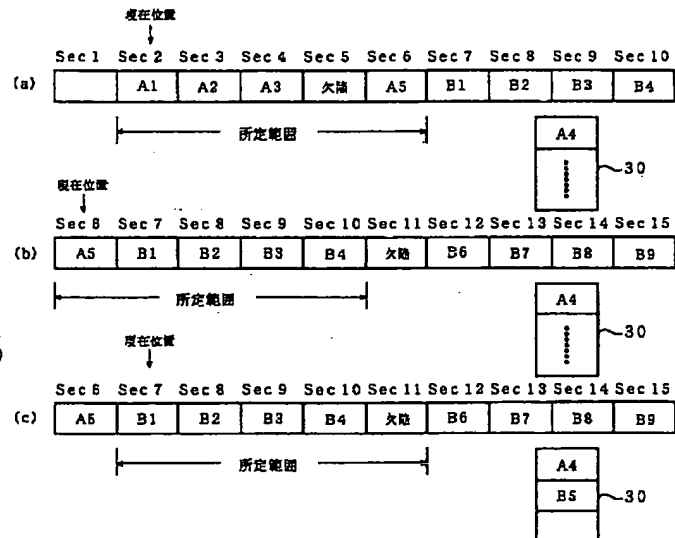 現在位置
Sec 1 Sec 2 Sec 3 Sec 4 Sec 5 Sec 6 Sec 7 Sec 8 Sec 9 Sec 10
(a) A1 A2 A3 欠陥 A5 B1 B2 B3 B4
所定範囲
A4
30
現在位置
Sec 6 Sec 7 Sec 8 Sec 9 Sec 10 Sec 11 Sec 12 Sec 13 Sec 14 Sec 15
(b) A5 B1 B2 B3 B4 欠陥 B6 B7 B8 B9
所定範囲
A4
30
現在位置
Sec 6 Sec 7 Sec 8 Sec 9 Sec 10 Sec 11 Sec 12 Sec 13 Sec 14 Sec 15
(c) A5 B1 B2 B3 B4 欠陥 B6 B7 B8 B9
所定範囲
A4
B5
30